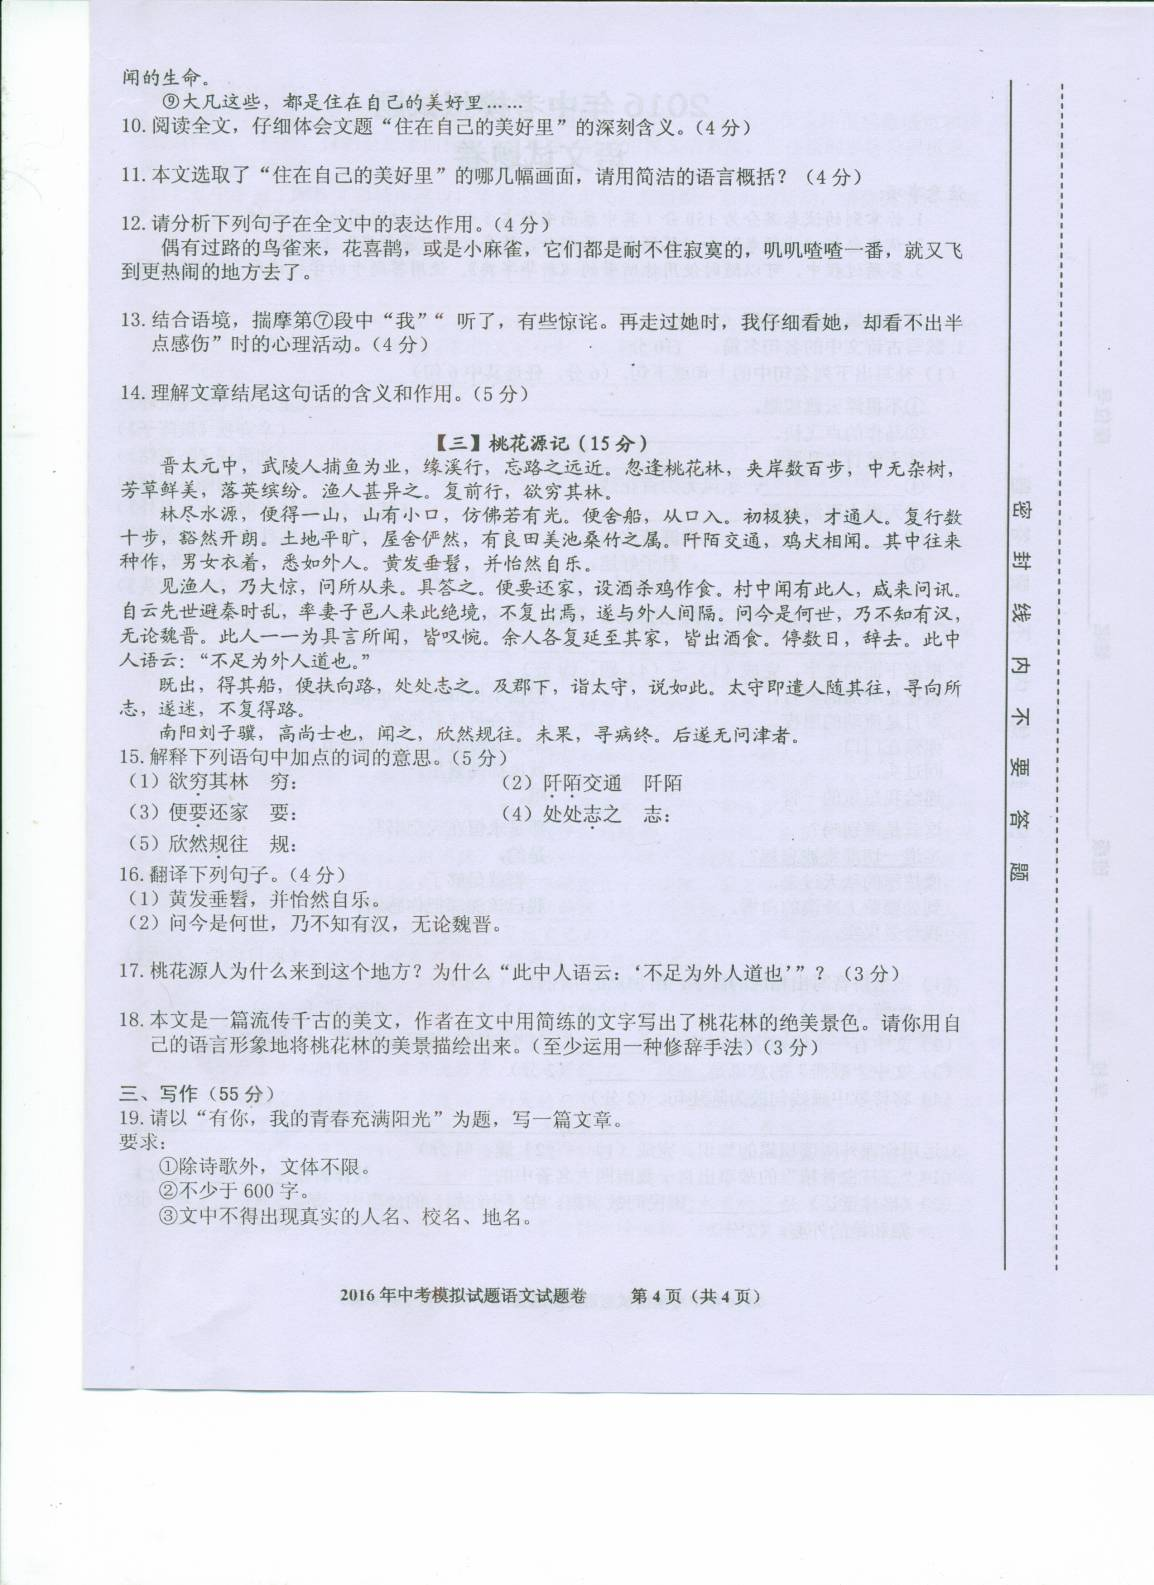 闻的生命。
⑨大凡这些，都是住在自己的美好里……
10.阅读全文，仔细体会文题“住在自己的美好里”的深刻含义。(4分)
11.本文选取了“住在自己的美好里”的哪几幅画面，请用简洁的语言概括？(4分)
12.请分析下列句子在全文中的表达作用。(4分)
偶有过路的鸟雀来，花喜鹊，或是小麻雀，它们都是耐不住寂寞的，叽叽喳喳一番，就又飞
到更热闹的地方去了。
13.结合语境，揣摩第⑦段中“我”“ 听了，有些惊诧。再走过她时，我仔细看她，却看不出半
点感伤”时的心理活动。(4分)
14.理解文章结尾这句话的含义和作用。(5分)
【三】桃花源记(15分)
晋太元中，武陵人捕鱼为业，缘溪行，忘路之远近。忽逢桃花林，夹岸数百步，中无杂树，
芳草鲜美，落英缤纷。渔人甚异之。复前行，欲穷其林。
林尽水源，便得一山，山有小口，仿佛若有光。便舍船，从口入。初极狭，才通人。复行数
十步，豁然开朗。土地平旷，屋舍俨然，有良田美池桑竹之属。阡陌交通，鸡犬相闻。其中往来
种作，男女衣着，悉如外人。黄发垂髫，并怡然自乐。
见渔人，乃大惊，问所从来。具答之。便要还家，设酒杀鸡作食。村中闻有此人，咸来问讯。
自云先世避秦时乱，率妻子邑人来此绝境，不复出焉，遂与外人间隔。问今是何世，乃不知有汉，
无论魏晋。此人一一为具言所闻，皆叹惋。余人各复延至其家，皆出酒食。停数日，辞去。此中
人语云：“不足为外人道也。”
既出，得其船，便扶向路，处处志之。及郡下，诣太守，说如此。太守即遣人随其往，寻向所
志，遂迷，不复得路。
南阳刘子骥，高尚士也，闻之，欣然规往。未果，寻病终。后遂无问津者。
15.解释下列语句中加点的词的意思。(5分)
(1) 欲穷其林 穷： (2) 阡陌交通 阡陌
(3) 便要还家 要： (4) 处处志之 志：
(5) 欣然规往 规：
16.翻译下列句子。(4分)
(1) 黄发垂髫，并怡然自乐。
(2) 问今是何世，乃不知有汉，无论魏晋。
17.桃花源人为什么来到这个地方？为什么“此中人语云：‘不足为外人道也’”？(3分)
18.本文是一篇流传千古的美文，作者在文中用简练的文字写出了桃花林的绝美景色。请你用自
己的语言形象地将桃花林的美景描绘出来。(至少运用一种修辞手法)(3分)
三、写作(55分)
19.请以“有你，我的青春充满阳光”为题，写一篇文章。
要求：
①除诗歌外，文体不限。
②不少于600字。
③文中不得出现真实的人名、校名、地名。
2016年中考模拟试题语文试题卷 第4页(共4页)
密封线内不要答题